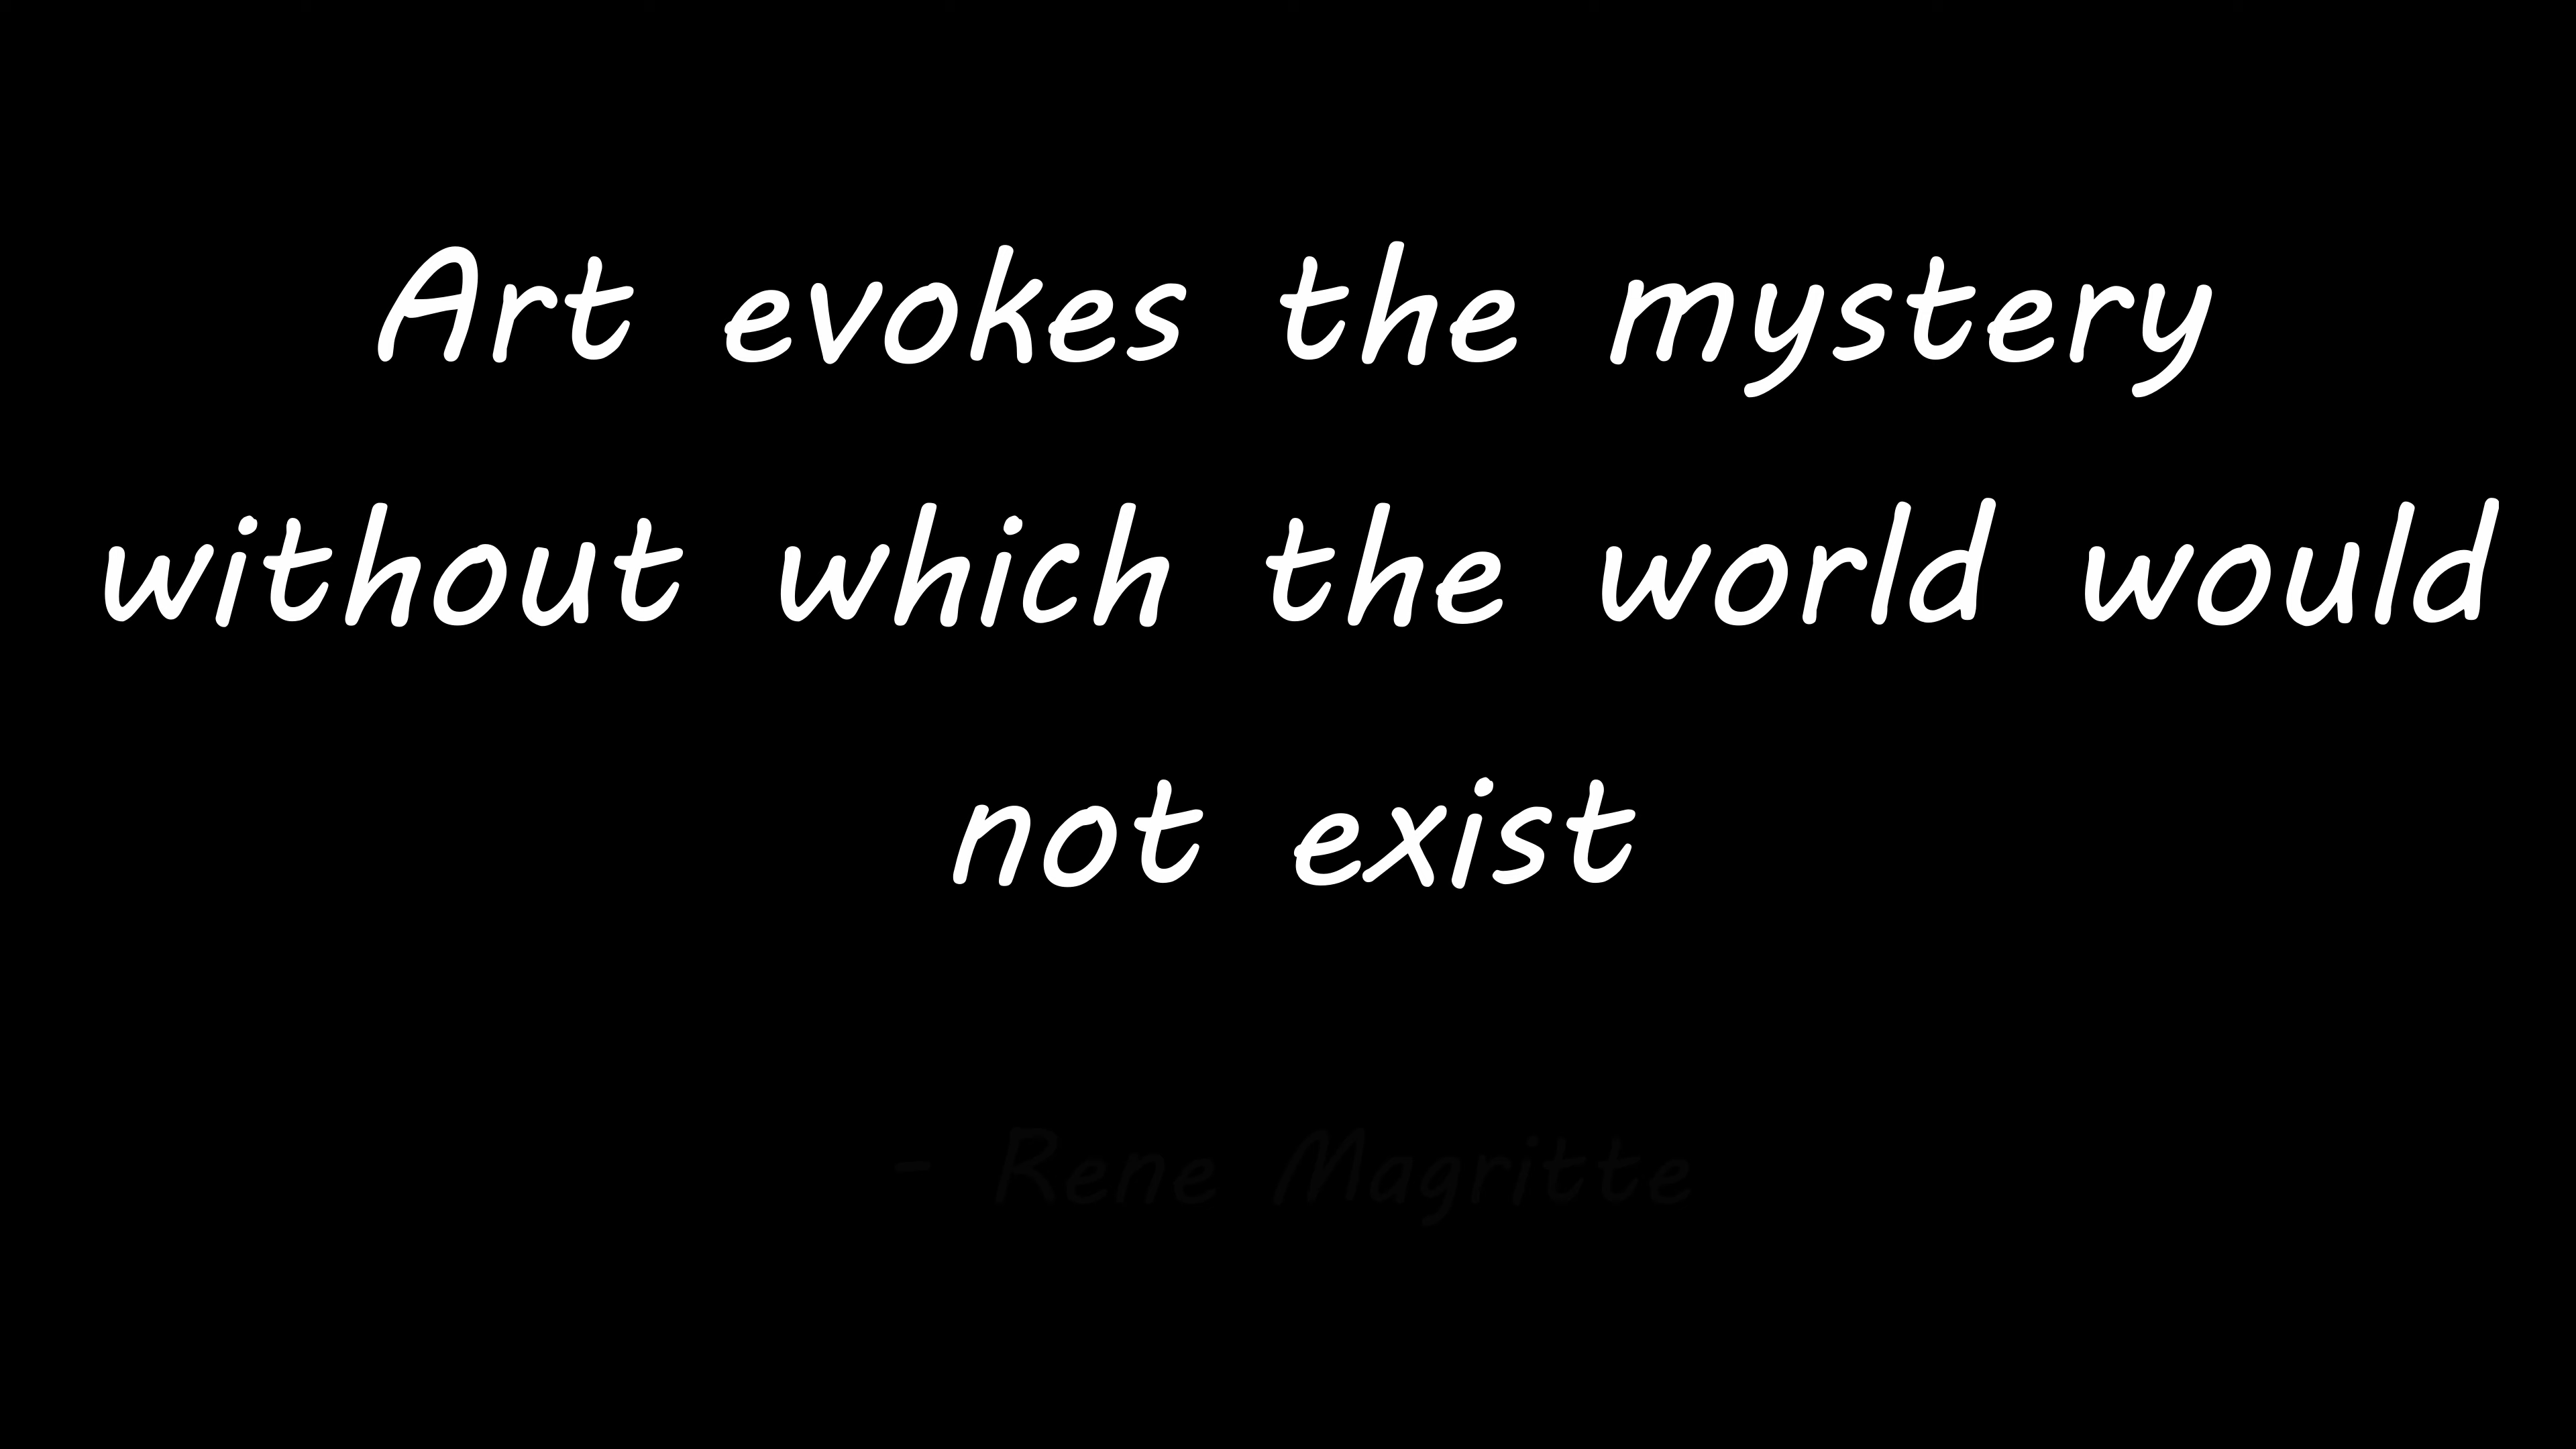 Art evokes the mystery
without which the world would
not exist
- Rene Magritte